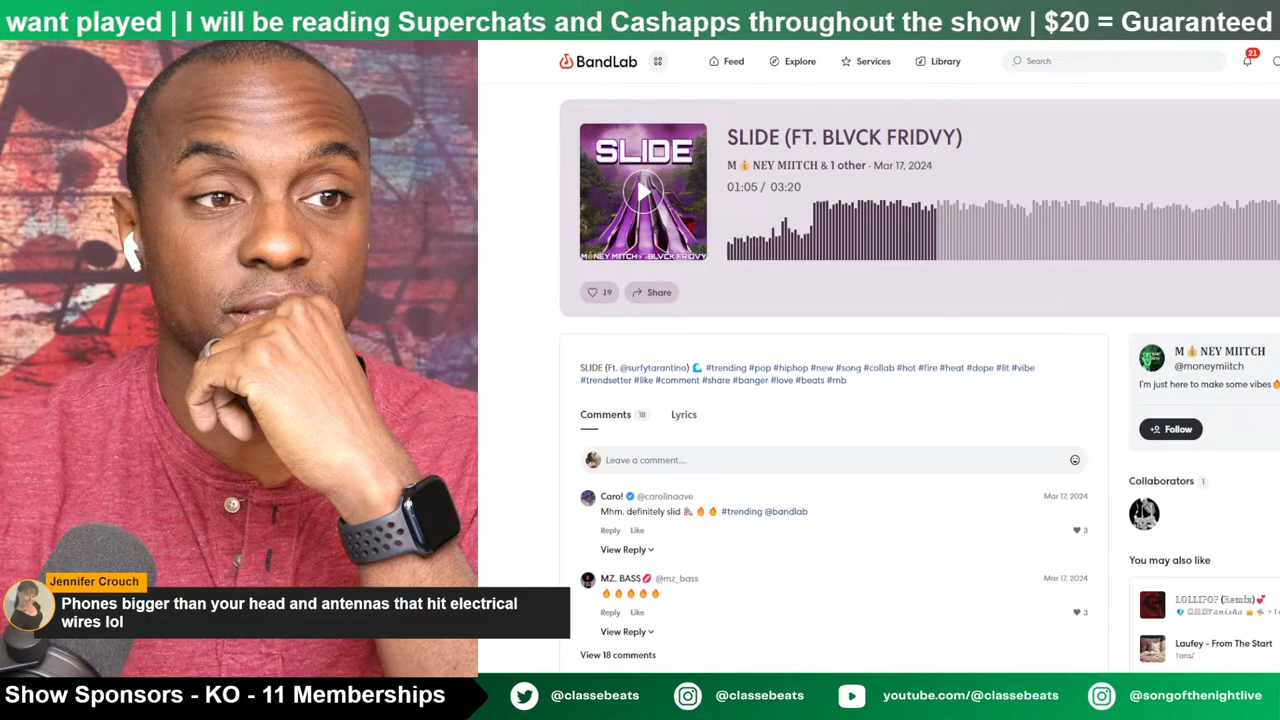 want played | I will be reading Superchats and Cashapps throughout the show | $20 = Guaranteed
BandLab
Feed
Explore
Services
Library
Search
21
SLIDE
M💰NEY MIITCH
BLVCK FRIDVY
SLIDE (FT. BLVCK FRIDVY)
M💰NEY MIITCH & 1 other · Mar 17, 2024
01:05 / 03:20
19
Share
SLIDE (Ft. @surfytarantino) 🌊 #trending #pop #hiphop #new #song #collab #hot #fire #heat #dope #lit #vibe
#trendsetter #like #comment #share #banger #love #beats #rnb
Comments 18
Lyrics
Leave a comment...
Caro! @carolinaave
Mar 17, 2024
Mhm. definitely slid 🛝 🔥 🔥 #trending @bandlab
Reply Like
3
View Reply
MZ. BASS💋 @mz_bass
Mar 17, 2024
🔥🔥🔥🔥🔥
Reply Like
3
View Reply
View 18 comments
M💰NEY MIITCH
@moneymiitch
I'm just here to make some vibes🔥
Follow
Collaborators 1
You may also like
LOLLIPOP (Remix)💕
Laufey - From The Start
1araz
Jennifer Crouch
Phones bigger than your head and antennas that hit electrical
wires lol
Show Sponsors - KO - 11 Memberships
@classebeats
@classebeats
youtube.com/@classebeats
@songofthenightlive